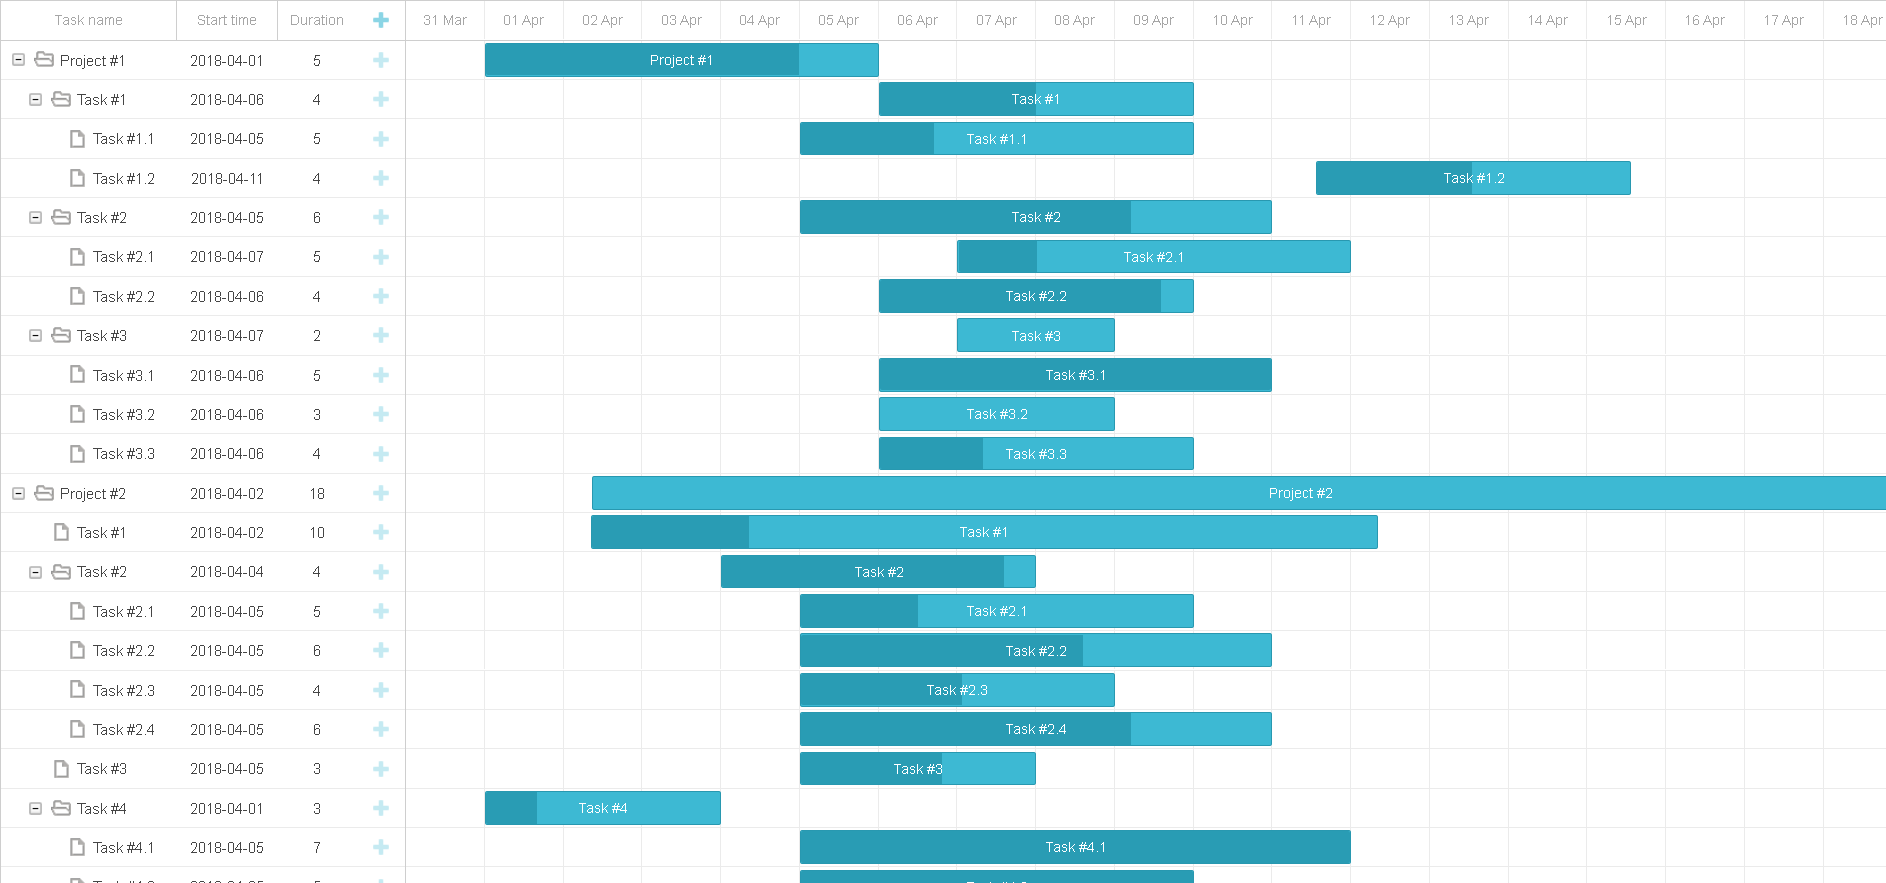 Task name Start time Duration 31 Mar 01 Apr 02 Apr 03 Apr 04 Apr 05 Apr 06 Apr 07 Apr 08 Apr 09 Apr 10 Apr 11 Apr 12 Apr 13 Apr 14 Apr 15 Apr 16 Apr 17 Apr 18 Apr
Project #1 2018-04-01 5 Project #1
Task #1 2018-04-06 4 Task #1
Task #1.1 2018-04-05 5 Task #1.1
Task #1.2 2018-04-11 4 Task #1.2
Task #2 2018-04-05 6 Task #2
Task #2.1 2018-04-07 5 Task #2.1
Task #2.2 2018-04-06 4 Task #2.2
Task #3 2018-04-07 2 Task #3
Task #3.1 2018-04-06 5 Task #3.1
Task #3.2 2018-04-06 3 Task #3.2
Task #3.3 2018-04-06 4 Task #3.3
Project #2 2018-04-02 18 Project #2
Task #1 2018-04-02 10 Task #1
Task #2 2018-04-04 4 Task #2
Task #2.1 2018-04-05 5 Task #2.1
Task #2.2 2018-04-05 6 Task #2.2
Task #2.3 2018-04-05 4 Task #2.3
Task #2.4 2018-04-05 6 Task #2.4
Task #3 2018-04-05 3 Task #3
Task #4 2018-04-01 3 Task #4
Task #4.1 2018-04-05 7 Task #4.1